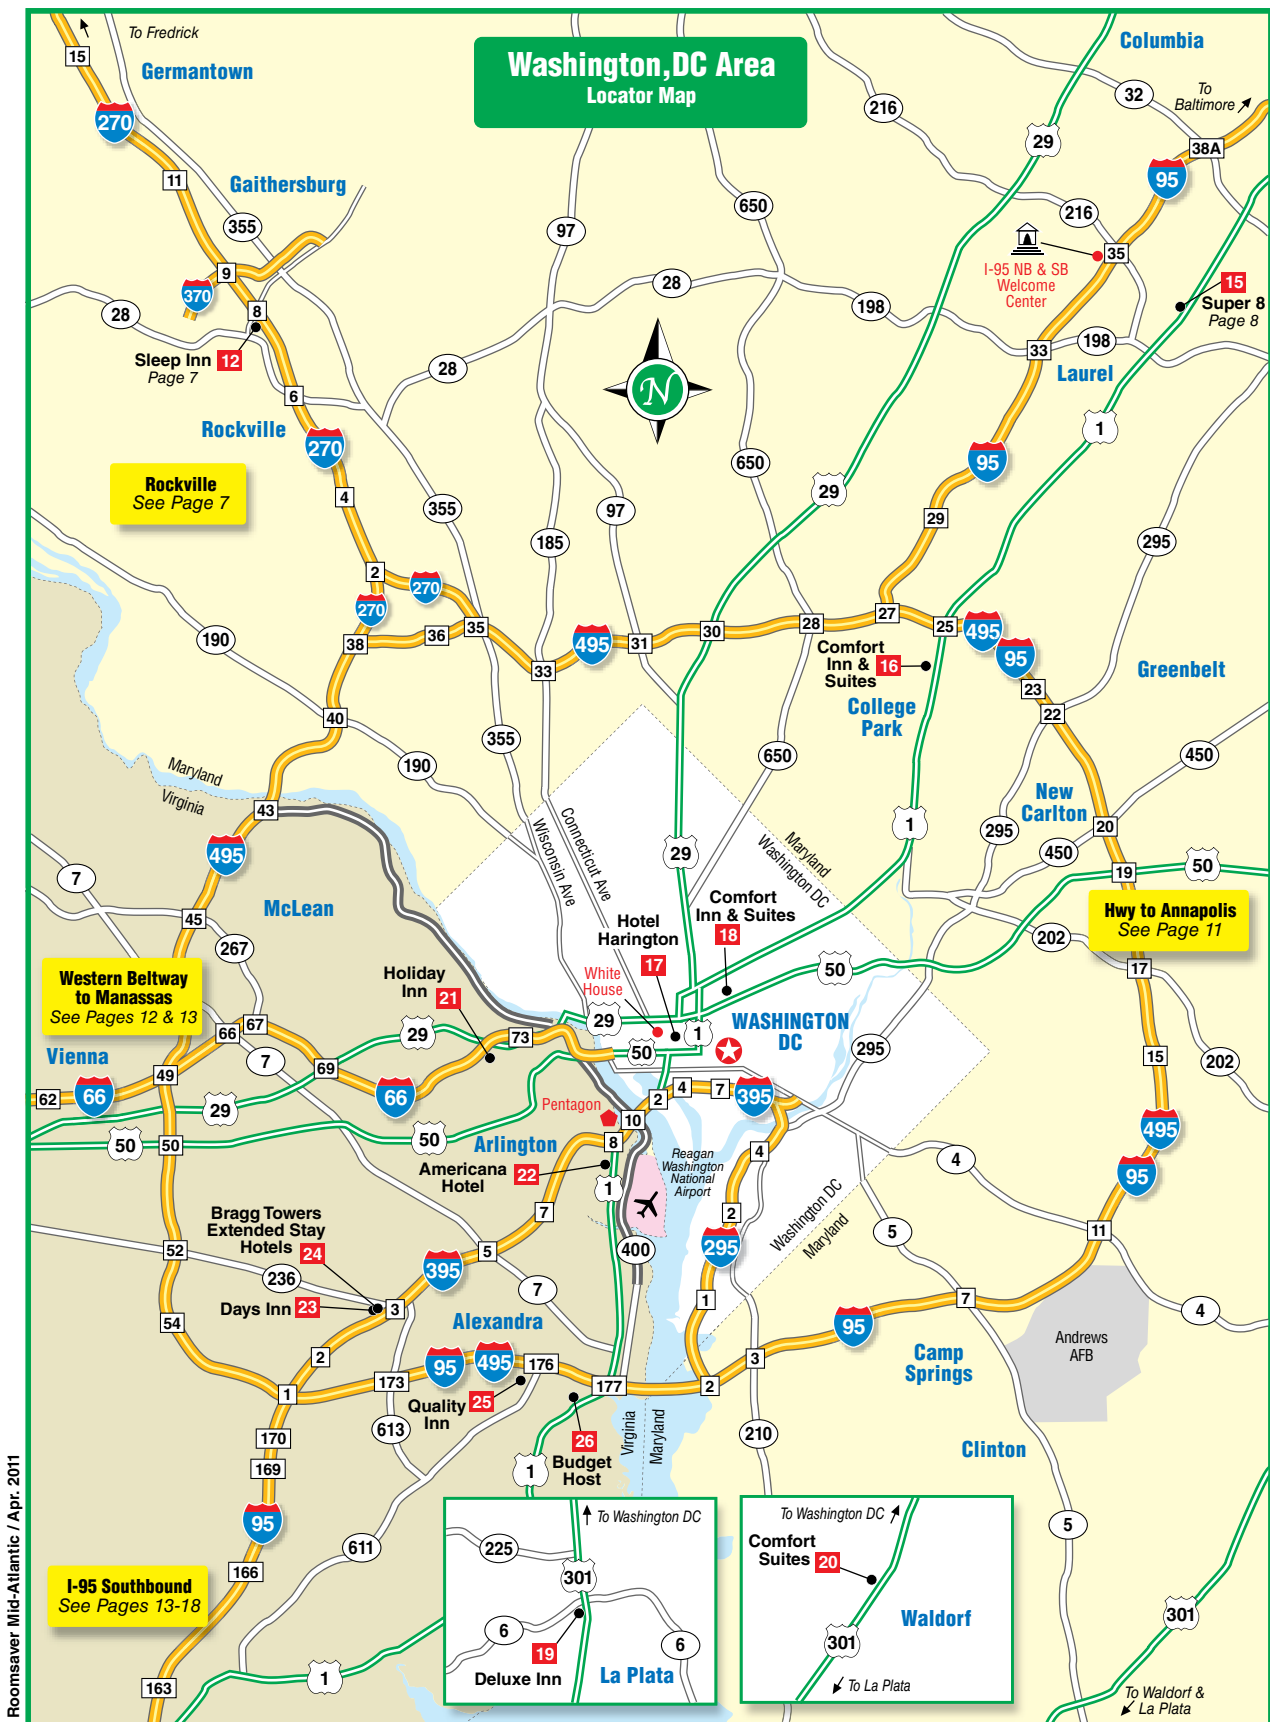 Washington, DC Area
Locator Map
To Fredrick
15
Germantown
270
11
Gaithersburg
355
9
370
8
28
Sleep Inn 12
Page 7
6
Rockville
270
Rockville
See Page 7
4
355
2
270
270
38
36
35
97
650
28
28
N
650
97
185
216
Columbia
32
To
Baltimore
29
38A
95
216
35
I-95 NB & SB
Welcome
Center
15
Super 8
Page 8
198
33
198
Laurel
1
95
29
29
295
190
33
495
31
30
28
27
25
495
95
Comfort
Inn &
Suites
16
23
22
Greenbelt
College
Park
40
190
355
650
450
Maryland
Virginia
43
495
New
Carlton
1
295
20
450
19
50
29
Connecticut Ave
Wisconsin Ave
Maryland
Washington DC
7
McLean
45
267
Comfort
Inn & Suites
18
Hotel
Harington
17
Hwy to Annapolis
See Page 11
202
17
Western Beltway
to Manassas
See Pages 12 & 13
Holiday
Inn
21
White
House
50
66
67
29
73
29
1
WASHINGTON
DC
50
295
15
202
Vienna
7
69
49
62
66
29
66
2
4
7
395
Pentagon
10
50
50
50
Arlington
8
495
Americana
Hotel
22
1
Reagan
Washington
National
Airport
4
4
95
Bragg Towers
Extended Stay
Hotels
24
7
2
Washington DC
Maryland
5
11
52
236
395
5
400
295
7
Days Inn 23
3
1
7
4
54
Alexandra
95
Andrews
AFB
2
95
495
176
3
Camp
Springs
1
173
177
2
Quality
Inn
25
613
170
26
Budget
Host
Virginia
Maryland
210
Clinton
169
1
95
To Washington DC
225
301
6
19
Deluxe Inn
La Plata
6
To Washington DC
Comfort
Suites
20
Waldorf
301
To La Plata
5
611
166
I-95 Southbound
See Pages 13-18
301
1
163
To Waldorf &
La Plata
Roomsaver Mid-Atlantic / Apr. 2011